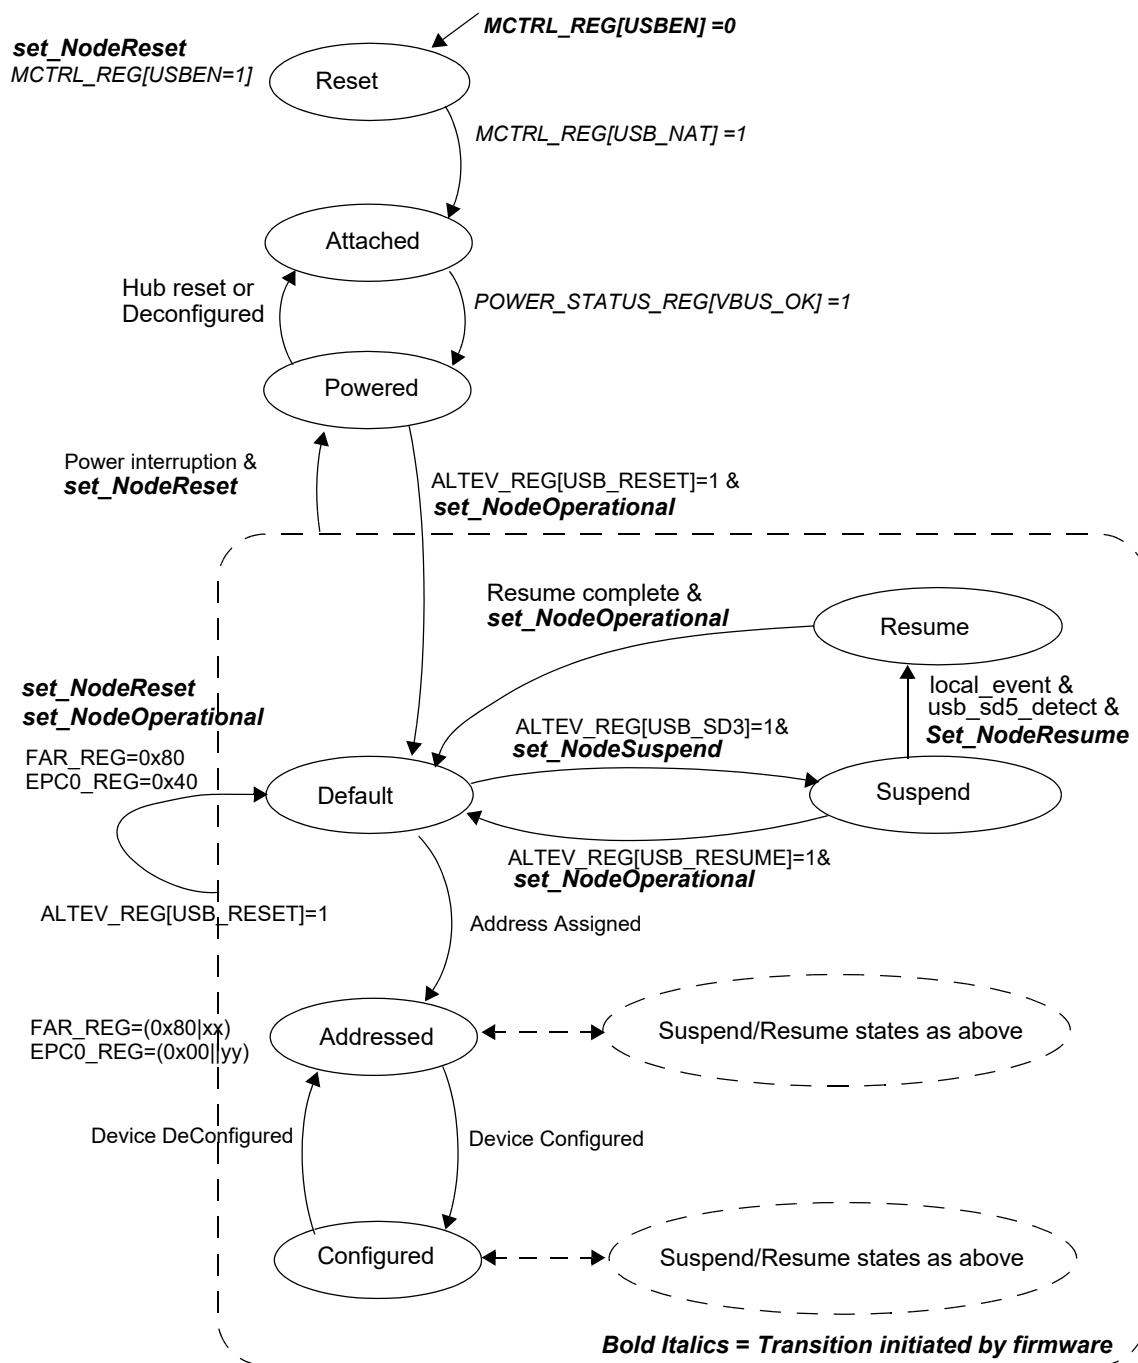 MCTRL_REG[USBEN] =0
set_NodeReset
MCTRL_REG[USBEN=1]
Reset
MCTRL_REG[USB_NAT] =1
Attached
Hub reset or
Deconfigured
POWER_STATUS_REG[VBUS_OK] =1
Powered
Power interruption &
set_NodeReset
ALTEV_REG[USB_RESET]=1 &
set_NodeOperational
Resume complete &
set_NodeOperational
Resume
local_event &
usb_sd5_detect &
Set_NodeResume
set_NodeReset
set_NodeOperational
FAR_REG=0x80
EPC0_REG=0x40
ALTEV_REG[USB_SD3]=1&
set_NodeSuspend
Default
Suspend
ALTEV_REG[USB_RESUME]=1&
set_NodeOperational
ALTEV_REG[USB_RESET]=1
Address Assigned
FAR_REG=(0x80|xx)
EPC0_REG=(0x00||yy)
Addressed
Suspend/Resume states as above
Device DeConfigured
Device Configured
Configured
Suspend/Resume states as above
Bold Italics = Transition initiated by firmware